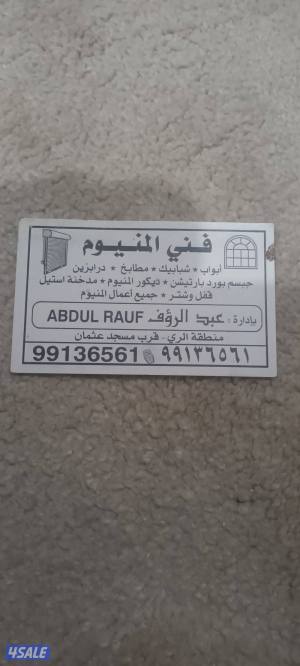 فني المنيوم
أبواب * شبابيك * مطابخ * درابزين
جبسم بورد بارتيشن * ديكور المنيوم * مدخنة استيل
قفل وشتر * جميع أعمال المنيوم
بإدارة : عبد الرؤف ABDUL RAUF
منطقة الري - قرب مسجد عثمان
99136561 ٩٩١٣٦٥٦١
4SALE